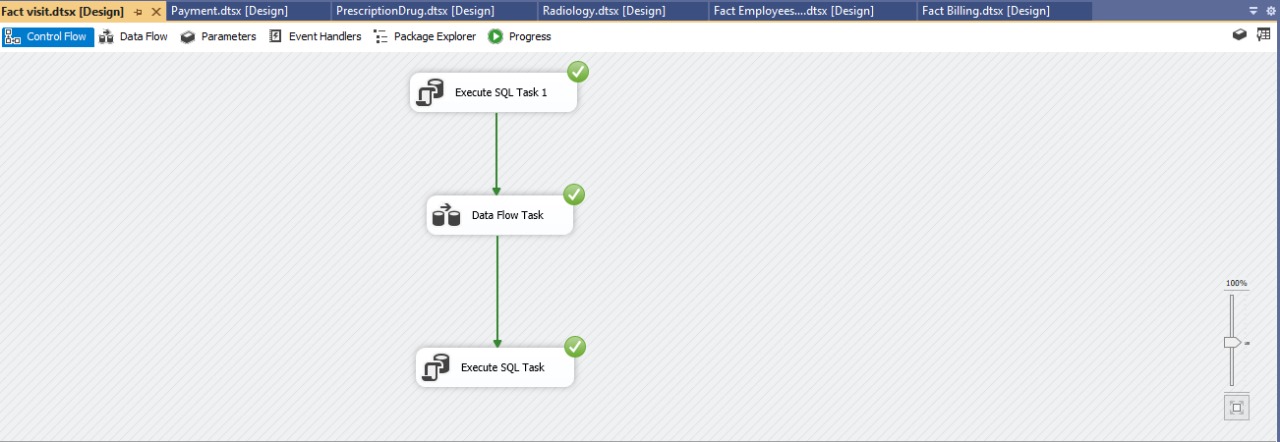 Fact visit.dtsx [Design] Payment.dtsx [Design] PrescriptionDrug.dtsx [Design] Radiology.dtsx [Design] Fact Employees....dtsx [Design] Fact Billing.dtsx [Design]
Control Flow Data Flow Parameters Event Handlers Package Explorer Progress
Execute SQL Task 1
Data Flow Task
100%
Execute SQL Task